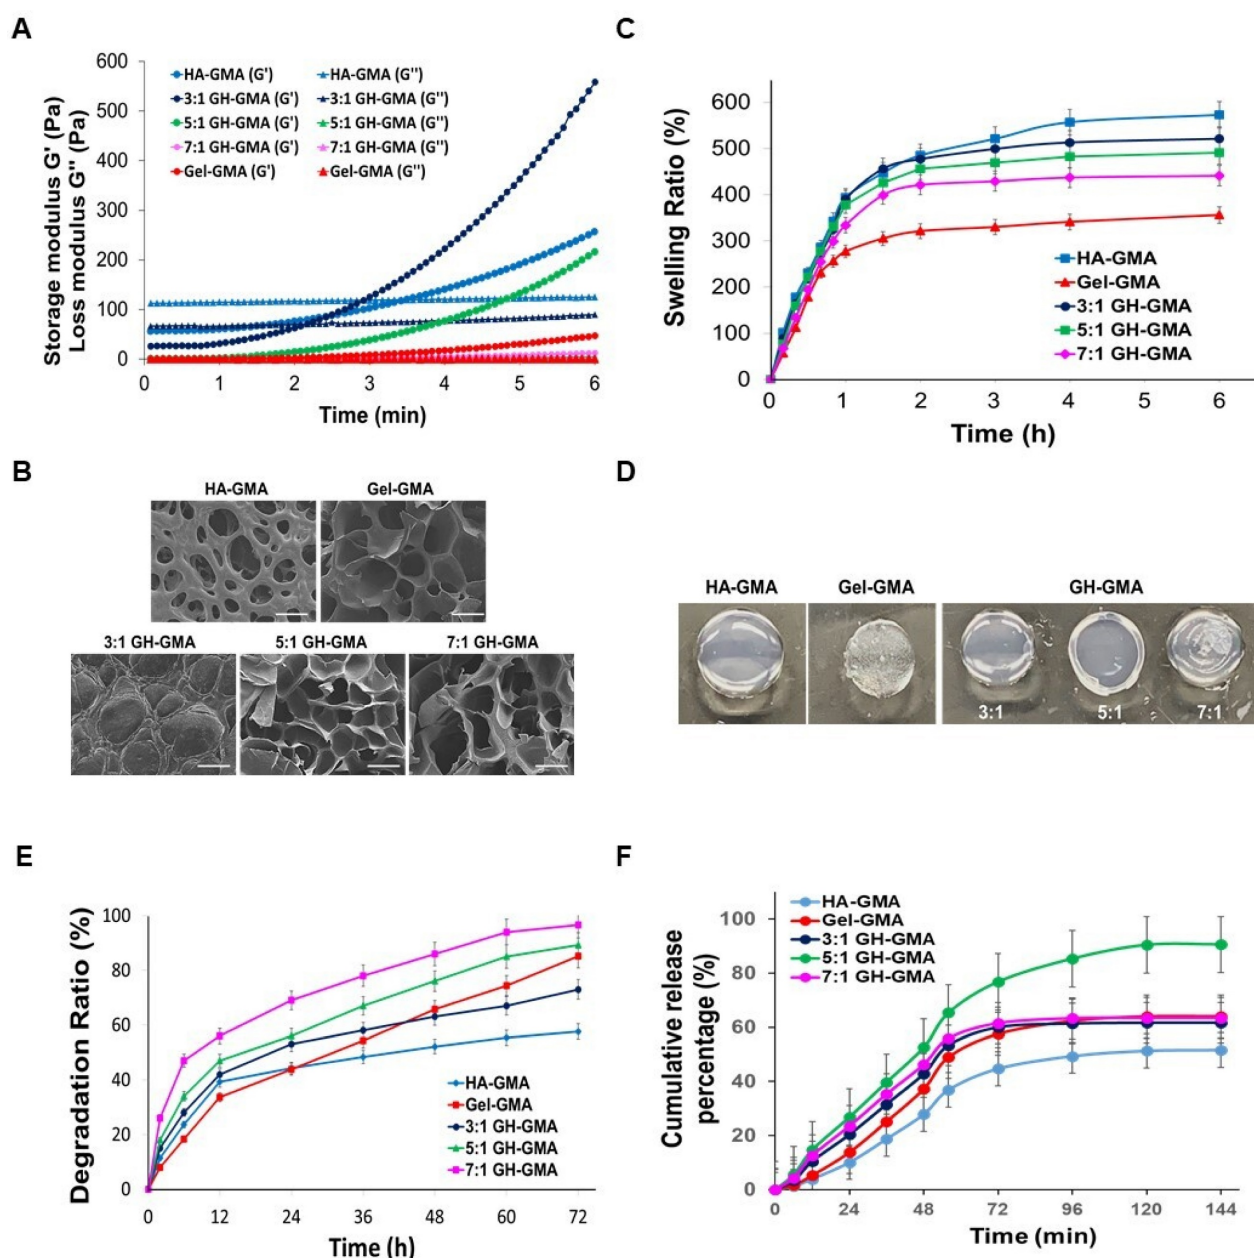 A
Storage modulus G' (Pa)
Loss modulus G'' (Pa)
600
500
400
300
200
100
0
HA-GMA (G') HA-GMA (G'')
3:1 GH-GMA (G') 3:1 GH-GMA (G'')
5:1 GH-GMA (G') 5:1 GH-GMA (G'')
7:1 GH-GMA (G') 7:1 GH-GMA (G'')
Gel-GMA (G') Gel-GMA (G'')
0 1 2 3 4 5 6
Time (min)
C
Swelling Ratio (%)
600
500
400
300
200
100
0
HA-GMA
Gel-GMA
3:1 GH-GMA
5:1 GH-GMA
7:1 GH-GMA
0 1 2 3 4 5 6
Time (h)
B
HA-GMA Gel-GMA
3:1 GH-GMA 5:1 GH-GMA 7:1 GH-GMA
D
HA-GMA Gel-GMA GH-GMA
3:1 5:1 7:1
E
Degradation Ratio (%)
100
80
60
40
20
0
HA-GMA
Gel-GMA
3:1 GH-GMA
5:1 GH-GMA
7:1 GH-GMA
0 12 24 36 48 60 72
Time (h)
F
Cumulative release
percentage (%)
100
80
60
40
20
0
HA-GMA
Gel-GMA
3:1 GH-GMA
5:1 GH-GMA
7:1 GH-GMA
0 24 48 72 96 120 144
Time (min)